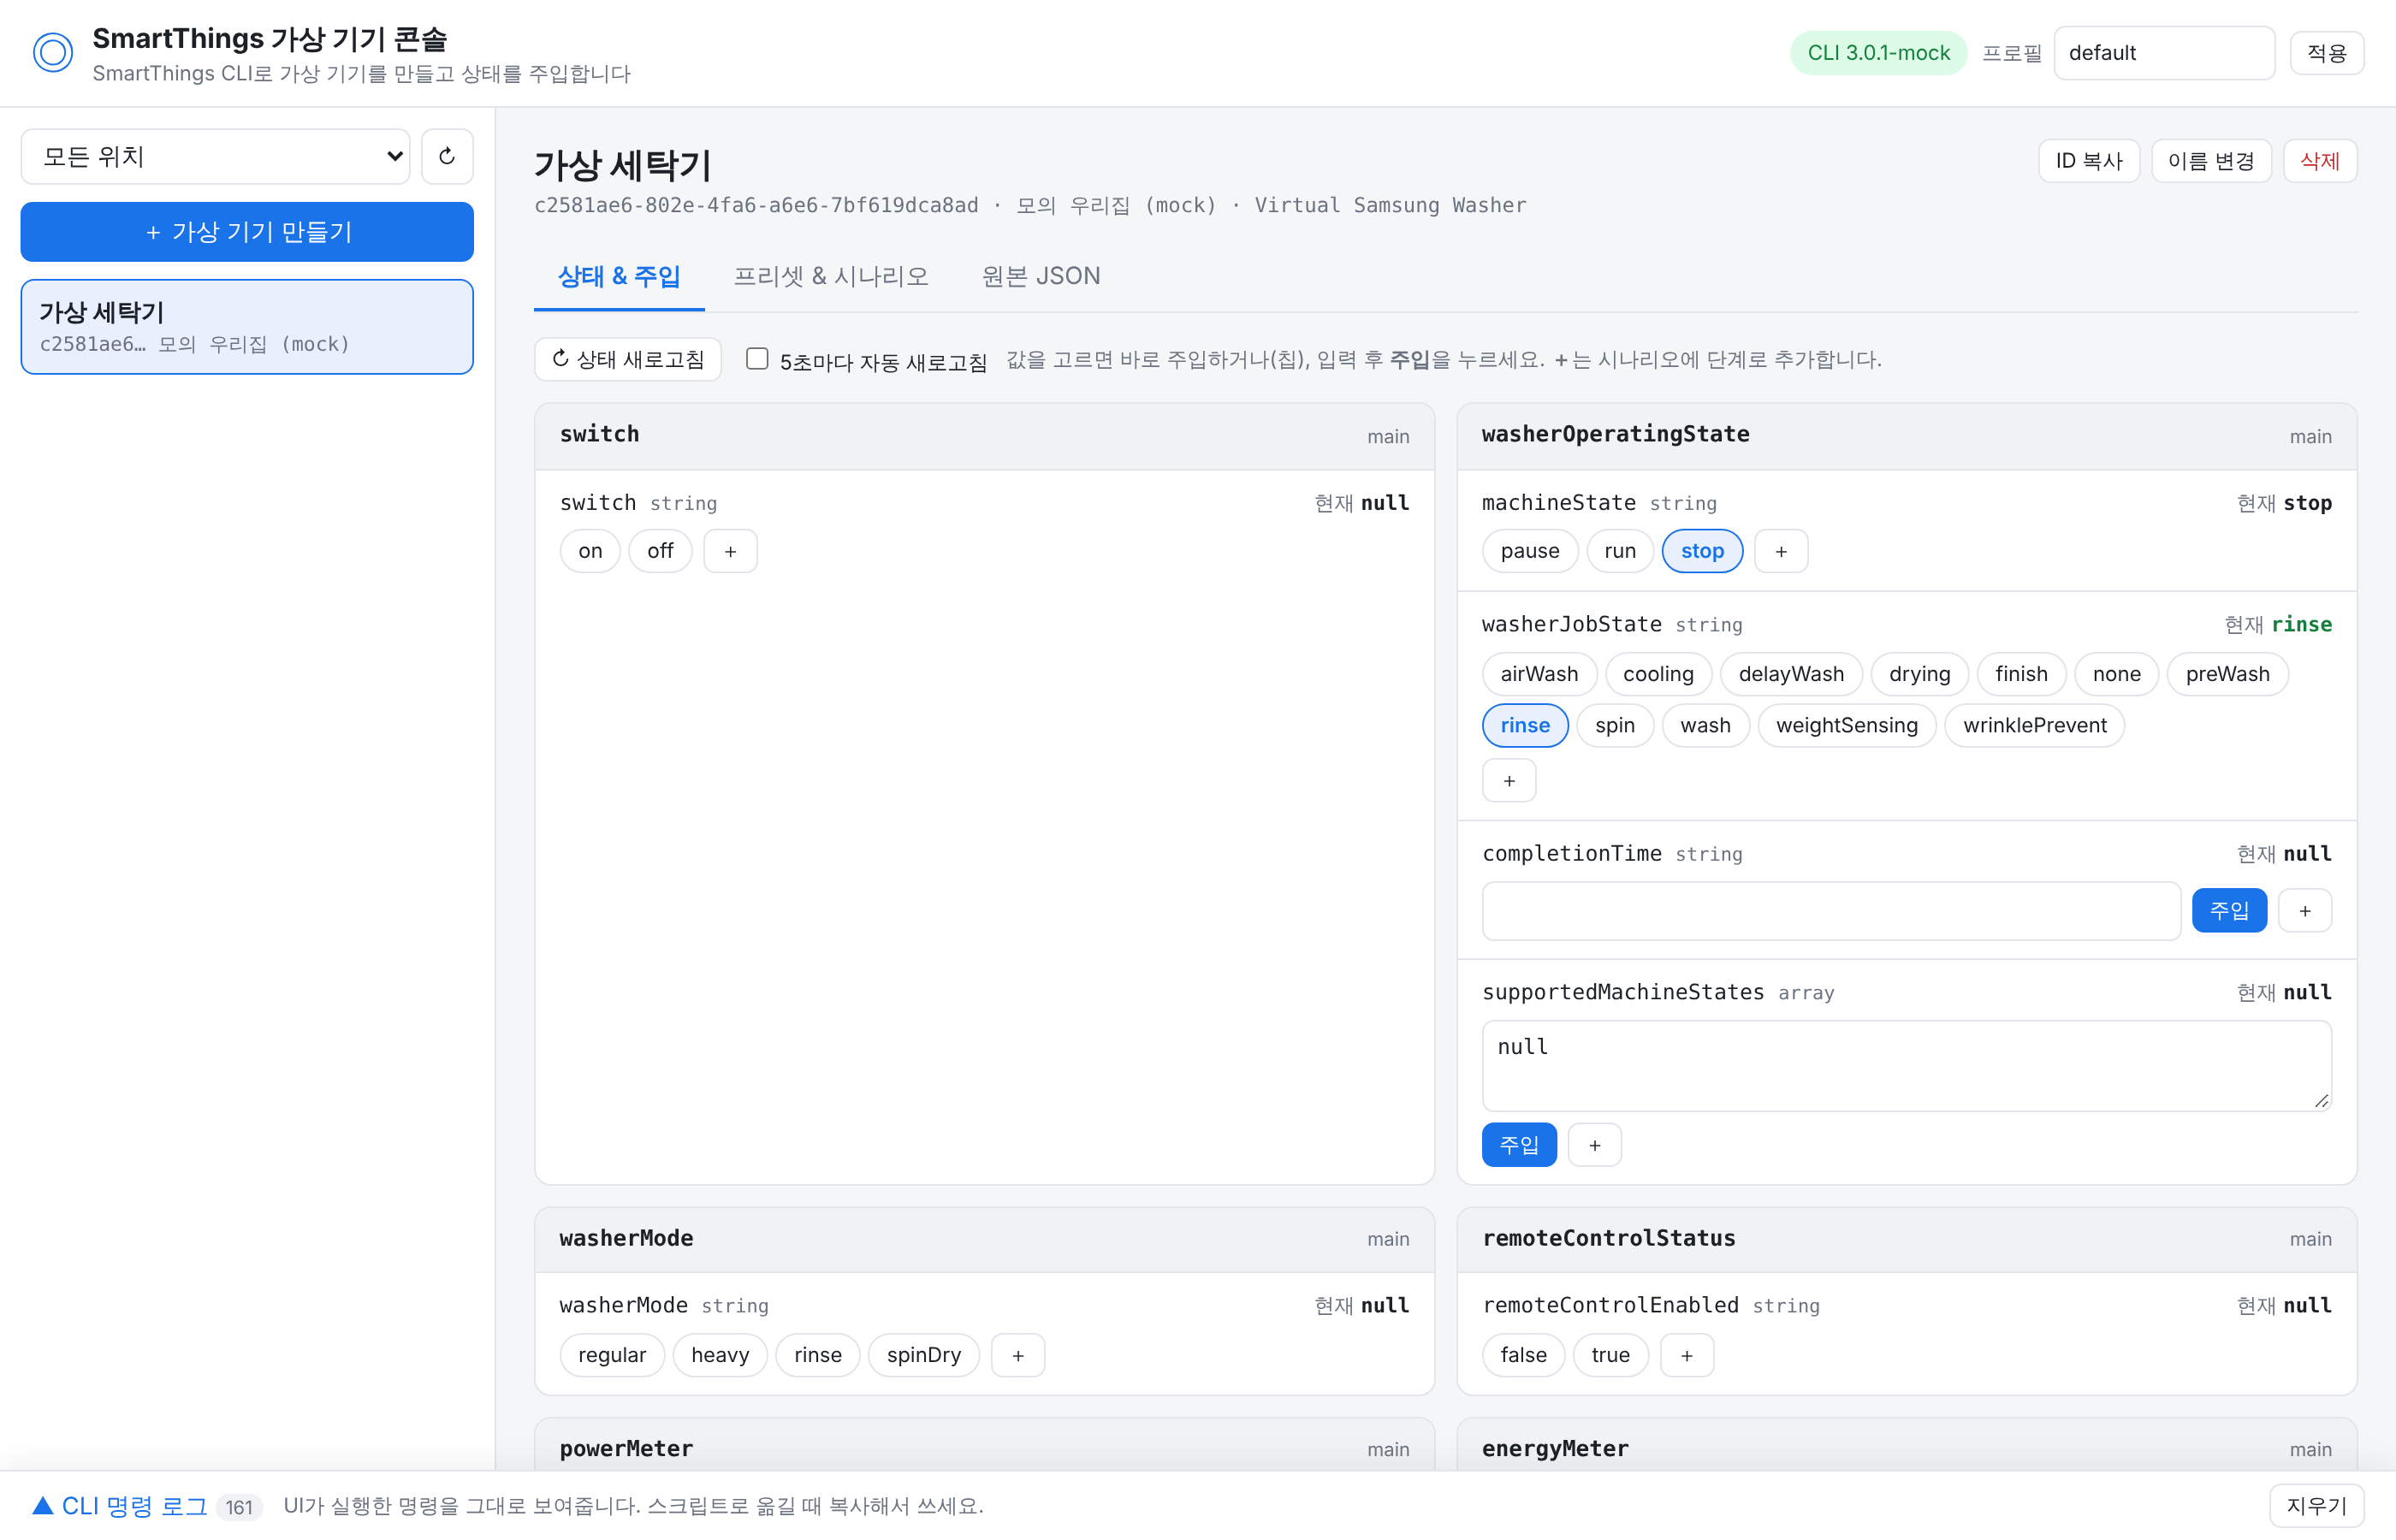 SmartThings 가상 기기 콘솔
SmartThings CLI로 가상 기기를 만들고 상태를 주입합니다
CLI 3.0.1-mock 프로필 default 적용
모든 위치 ↻
+ 가상 기기 만들기
가상 세탁기
c2581ae6… 모의 우리집 (mock)
가상 세탁기
c2581ae6-802e-4fa6-a6e6-7bf619dca8ad · 모의 우리집 (mock) · Virtual Samsung Washer
ID 복사 이름 변경 삭제
상태 & 주입 프리셋 & 시나리오 원본 JSON
↻ 상태 새로고침 5초마다 자동 새로고침 값을 고르면 바로 주입하거나(칩), 입력 후 주입을 누르세요. +는 시나리오에 단계로 추가합니다.
switch main
switch string 현재 null
on off +
washerOperatingState main
machineState string 현재 stop
pause run stop +
washerJobState string 현재 rinse
airWash cooling delayWash drying finish none preWash
rinse spin wash weightSensing wrinklePrevent
+
completionTime string 현재 null
주입 +
supportedMachineStates array 현재 null
null
주입 +
washerMode main
washerMode string 현재 null
regular heavy rinse spinDry +
remoteControlStatus main
remoteControlEnabled string 현재 null
false true +
powerMeter main
energyMeter main
▲ CLI 명령 로그 161 UI가 실행한 명령을 그대로 보여줍니다. 스크립트로 옮길 때 복사해서 쓰세요. 지우기